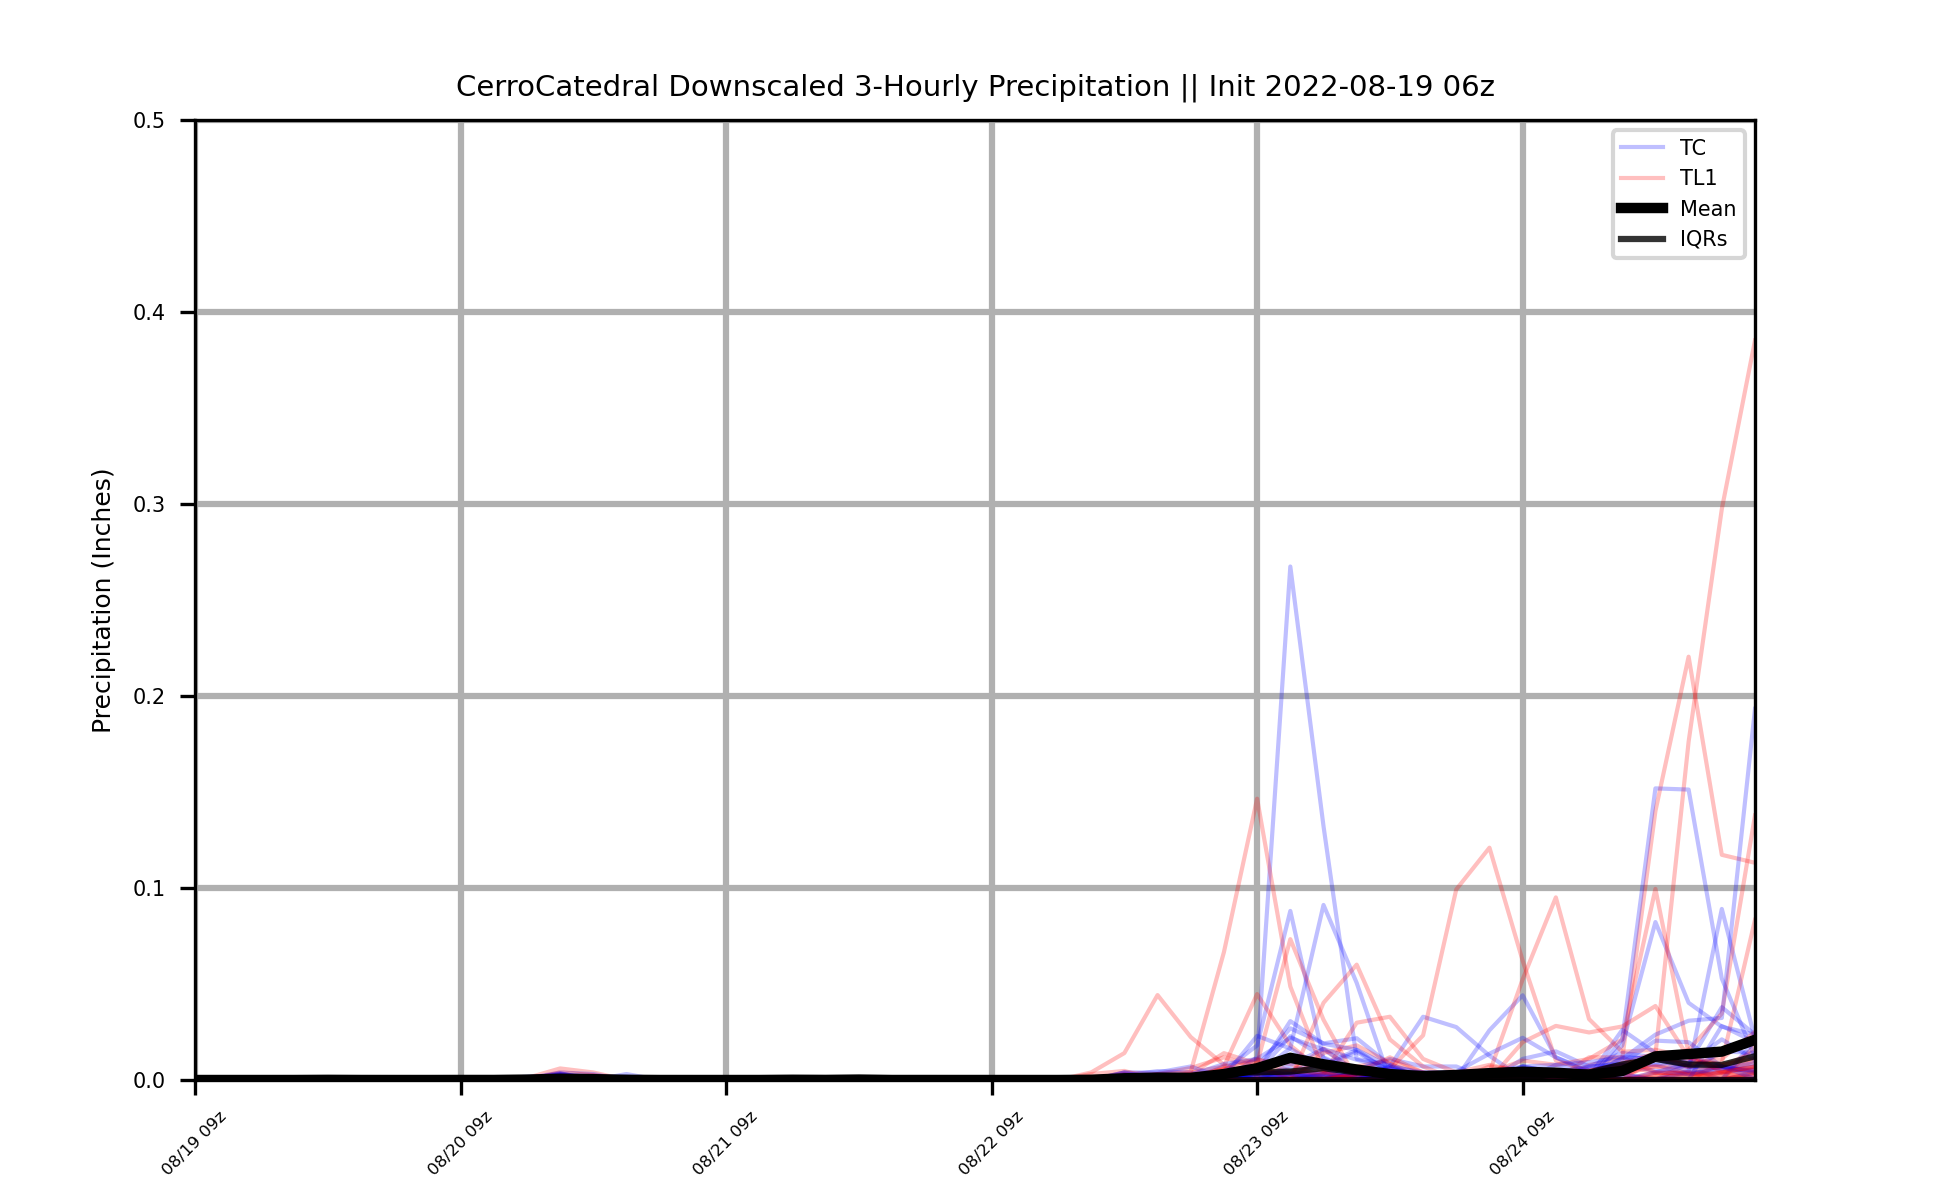 CerroCatedral Downscaled 3-Hourly Precipitation || Init 2022-08-19 06z
TC
TL1
Mean
IQRs
Precipitation (Inches)
0.5
0.4
0.3
0.2
0.1
0.0
08/19 09z
08/20 09z
08/21 09z
08/22 09z
08/23 09z
08/24 09z